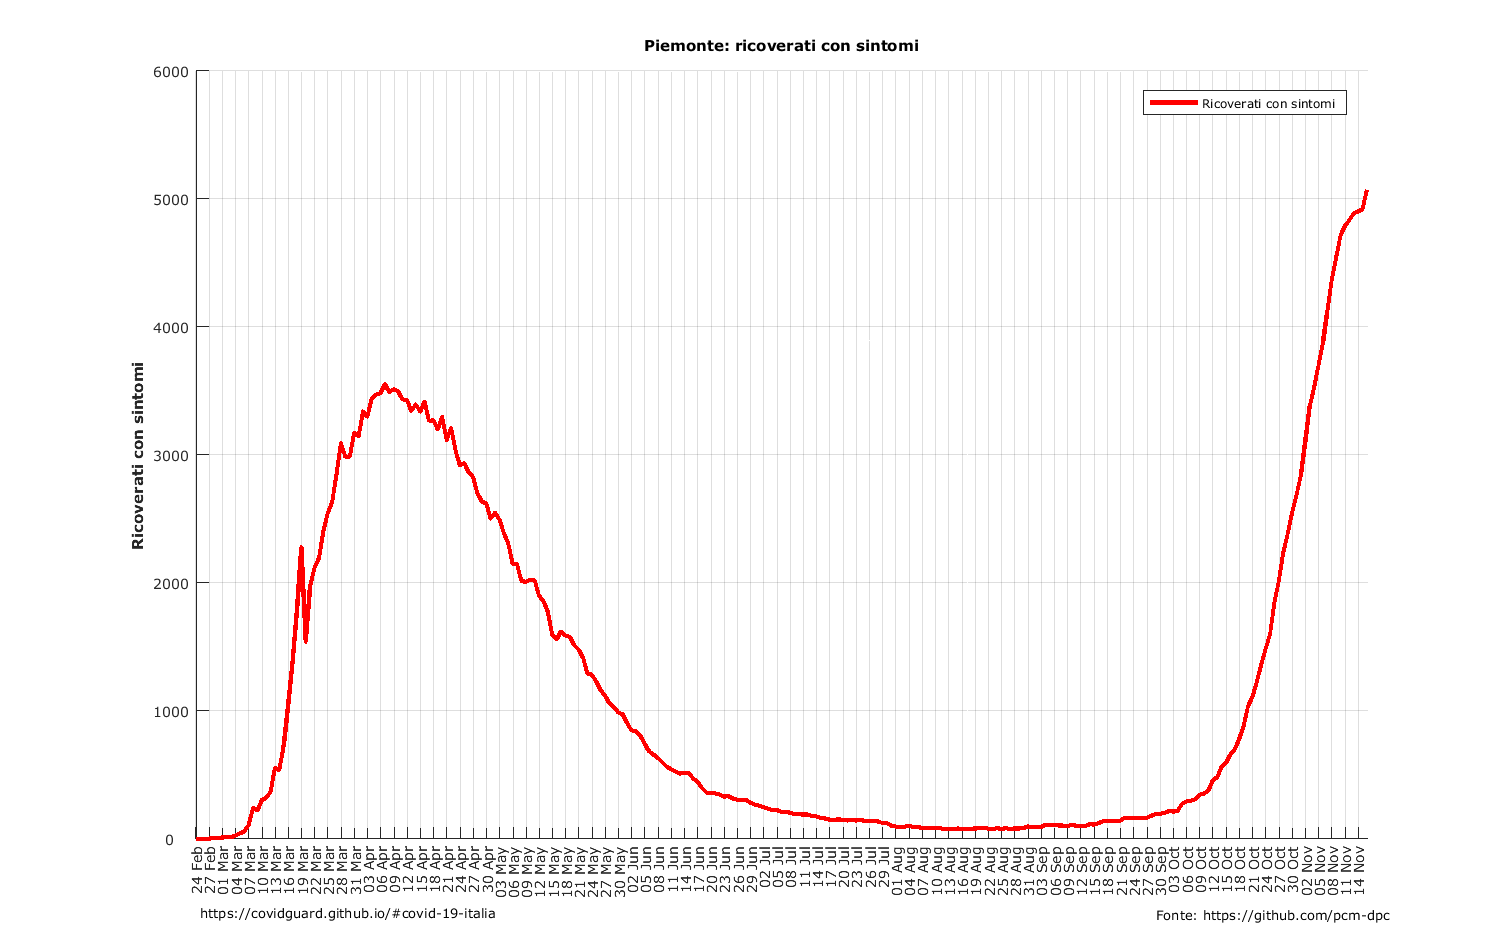 Piemonte: ricoverati con sintomi
Ricoverati con sintomi
Ricoverati con sintomi
6000
5000
4000
3000
2000
1000
0
24 Feb
27 Feb
01 Mar
04 Mar
07 Mar
10 Mar
13 Mar
16 Mar
19 Mar
22 Mar
25 Mar
28 Mar
31 Mar
03 Apr
06 Apr
09 Apr
12 Apr
15 Apr
18 Apr
21 Apr
24 Apr
27 Apr
30 Apr
03 May
06 May
09 May
12 May
15 May
18 May
21 May
24 May
27 May
30 May
02 Jun
05 Jun
08 Jun
11 Jun
14 Jun
17 Jun
20 Jun
23 Jun
26 Jun
29 Jun
02 Jul
05 Jul
08 Jul
11 Jul
14 Jul
17 Jul
20 Jul
23 Jul
26 Jul
29 Jul
01 Aug
04 Aug
07 Aug
10 Aug
13 Aug
16 Aug
19 Aug
22 Aug
25 Aug
28 Aug
31 Aug
03 Sep
06 Sep
09 Sep
12 Sep
15 Sep
18 Sep
21 Sep
24 Sep
27 Sep
30 Sep
03 Oct
06 Oct
09 Oct
12 Oct
15 Oct
18 Oct
21 Oct
24 Oct
27 Oct
30 Oct
02 Nov
05 Nov
08 Nov
11 Nov
14 Nov
https://covidguard.github.io/#covid-19-italia
Fonte: https://github.com/pcm-dpc